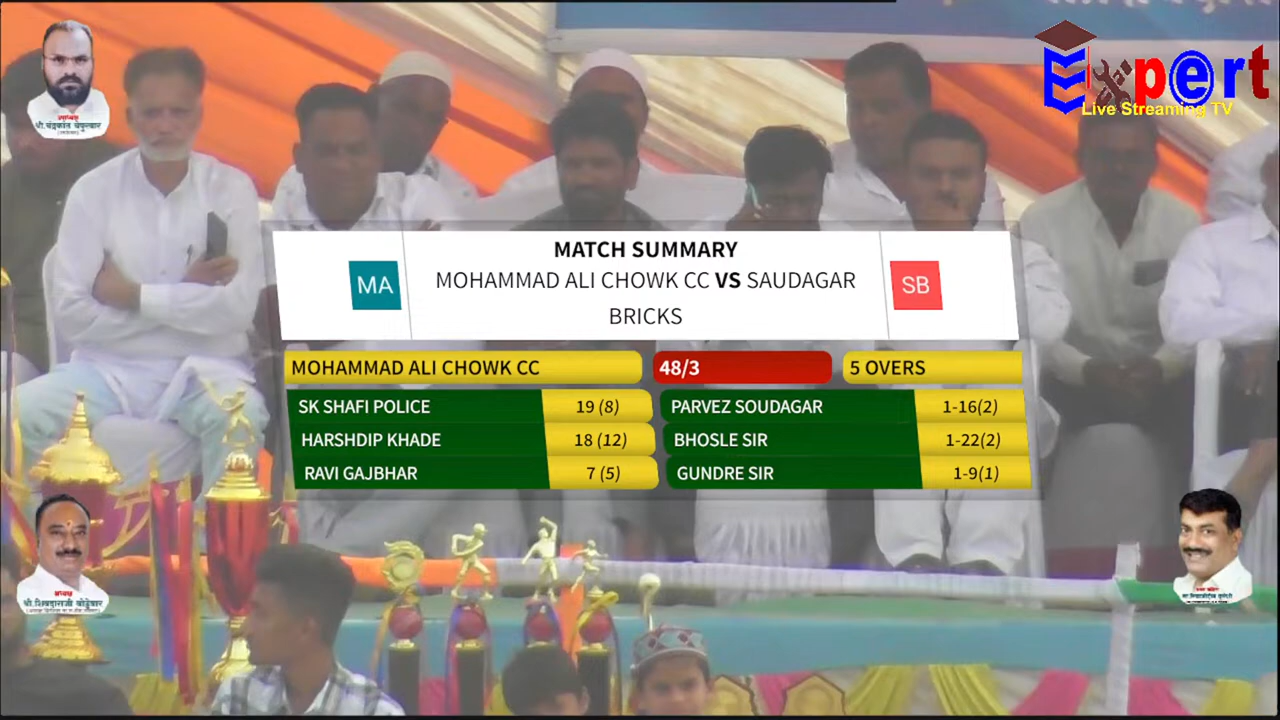 Expert
Live Streaming TV
MATCH SUMMARY
MA
MOHAMMAD ALI CHOWK CC VS SAUDAGAR
BRICKS
SB
MOHAMMAD ALI CHOWK CC 48/3 5 OVERS
SK SHAFI POLICE 19 (8) PARVEZ SOUDAGAR 1-16(2)
HARSHDIP KHADE 18 (12) BHOSLE SIR 1-22(2)
RAVI GAJBHAR 7 (5) GUNDRE SIR 1-9(1)